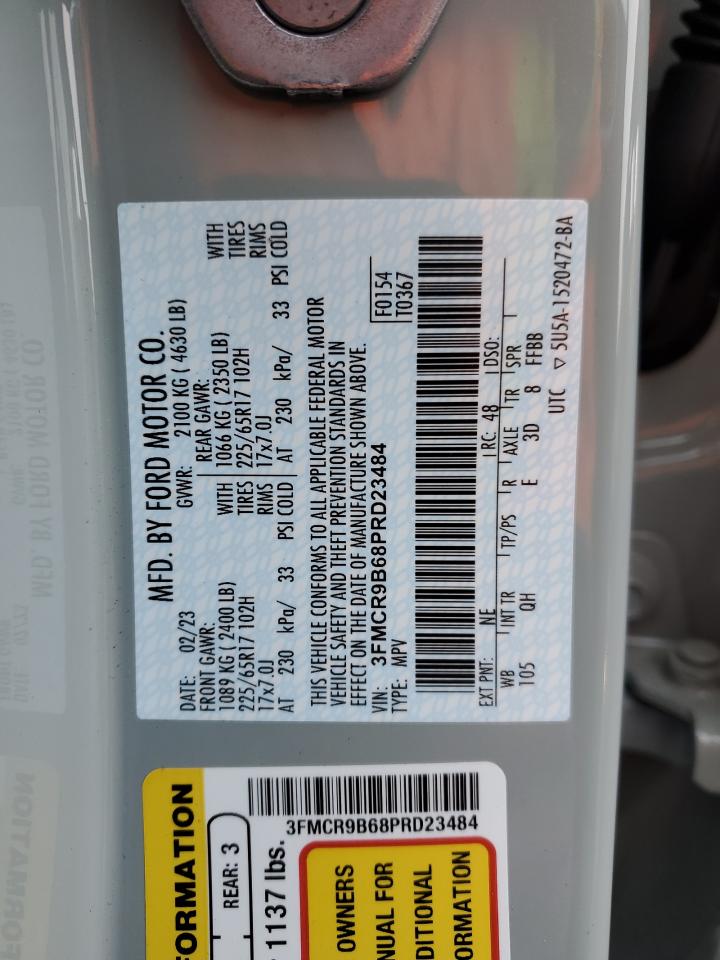 MFD. BY FORD MOTOR CO.
DATE: 02/23 GVWR: 2100 KG ( 4630 LB)
FRONT GAWR: REAR GAWR:
1089 KG ( 2400 LB) WITH 1066 KG ( 2350 LB) WITH
225/65R17 102H TIRES 225/65R17 102H TIRES
17x7.0J RIMS 17x7.0J RIMS
AT 230 kPa/ 33 PSI COLD AT 230 kPa/ 33 PSI COLD
THIS VEHICLE CONFORMS TO ALL APPLICABLE FEDERAL MOTOR
VEHICLE SAFETY AND THEFT PREVENTION STANDARDS IN
EFFECT ON THE DATE OF MANUFACTURE SHOWN ABOVE.
VIN: 3FMCR9B68PRD23484 F0154
TYPE: MPV T0367
EXT PNT: NE RC: 48 DSO:
WB INT TR TP/PS R AXLE TR SPR
105 QH E 3D 8 FFBB
UTC ▽ 5U5A-1520472-BA
FORMATION
REAR: 3
1137 lbs.
3FMCR9B68PRD23484
OWNERS
NUAL FOR
DITIONAL
ORMATION